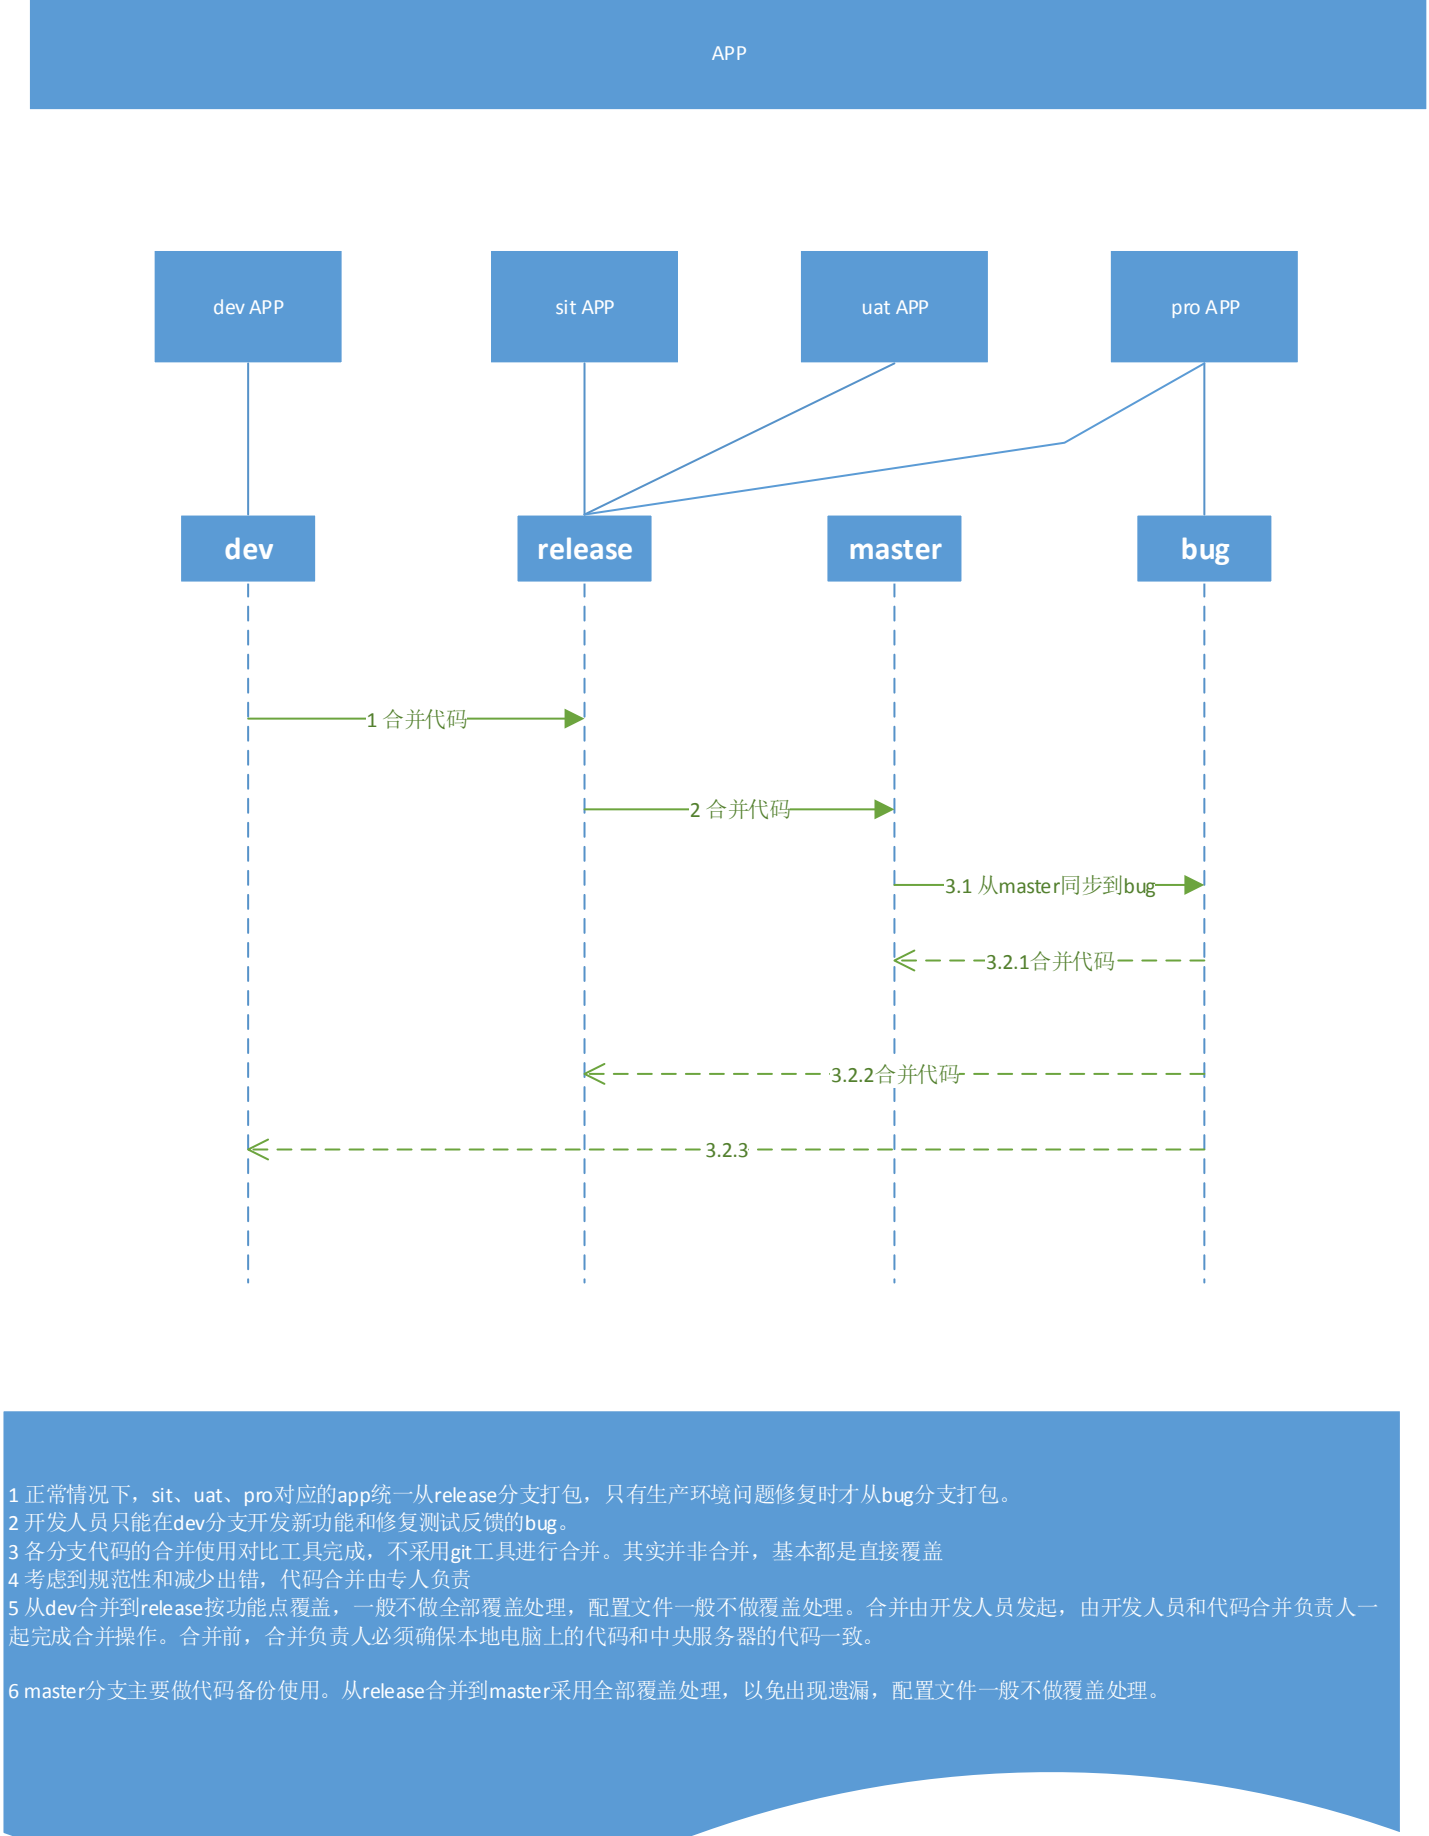 APP
dev APP
sit APP
uat APP
pro APP
dev
release
master
bug
1 合并代码
2 合并代码
3.1 从master同步到bug
3.2.1合并代码
3.2.2合并代码
3.2.3
1 正常情况下，sit、uat、pro对应的app统一从release分支打包，只有生产环境问题修复时才从bug分支打包。
2 开发人员只能在dev分支开发新功能和修复测试反馈的bug。
3 各分支代码的合并使用对比工具完成，不采用git工具进行合并。其实并非合并，基本都是直接覆盖
4 考虑到规范性和减少出错，代码合并由专人负责
5 从dev合并到release按功能点覆盖，一般不做全部覆盖处理，配置文件一般不做覆盖处理。合并由开发人员发起，由开发人员和代码合并负责人一
起完成合并操作。合并前，合并负责人必须确保本地电脑上的代码和中央服务器的代码一致。
6 master分支主要做代码备份使用。从release合并到master采用全部覆盖处理，以免出现遗漏，配置文件一般不做覆盖处理。